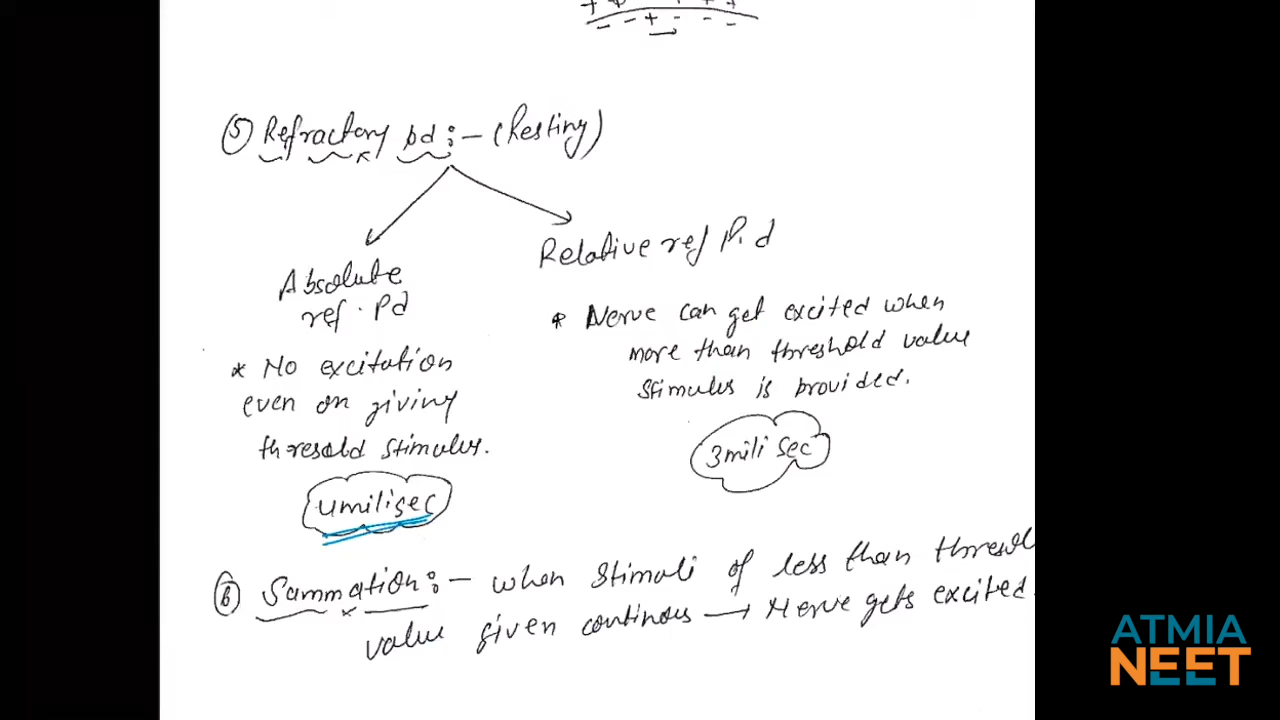 + + + +
- - + - - -
⑤ Refractory pd :- (Resting)
Absolute
ref. Pd
* No excitation
even on giving
thresold stimulus.
4milisec
Relative ref P.d
* Nerve can get excited when
more than threshold value
stimulus is provided.
3mili sec
⑥ Summation :- when stimuli of less than thresol
value given continous → Nerve gets excited.
ATMIA
NEET